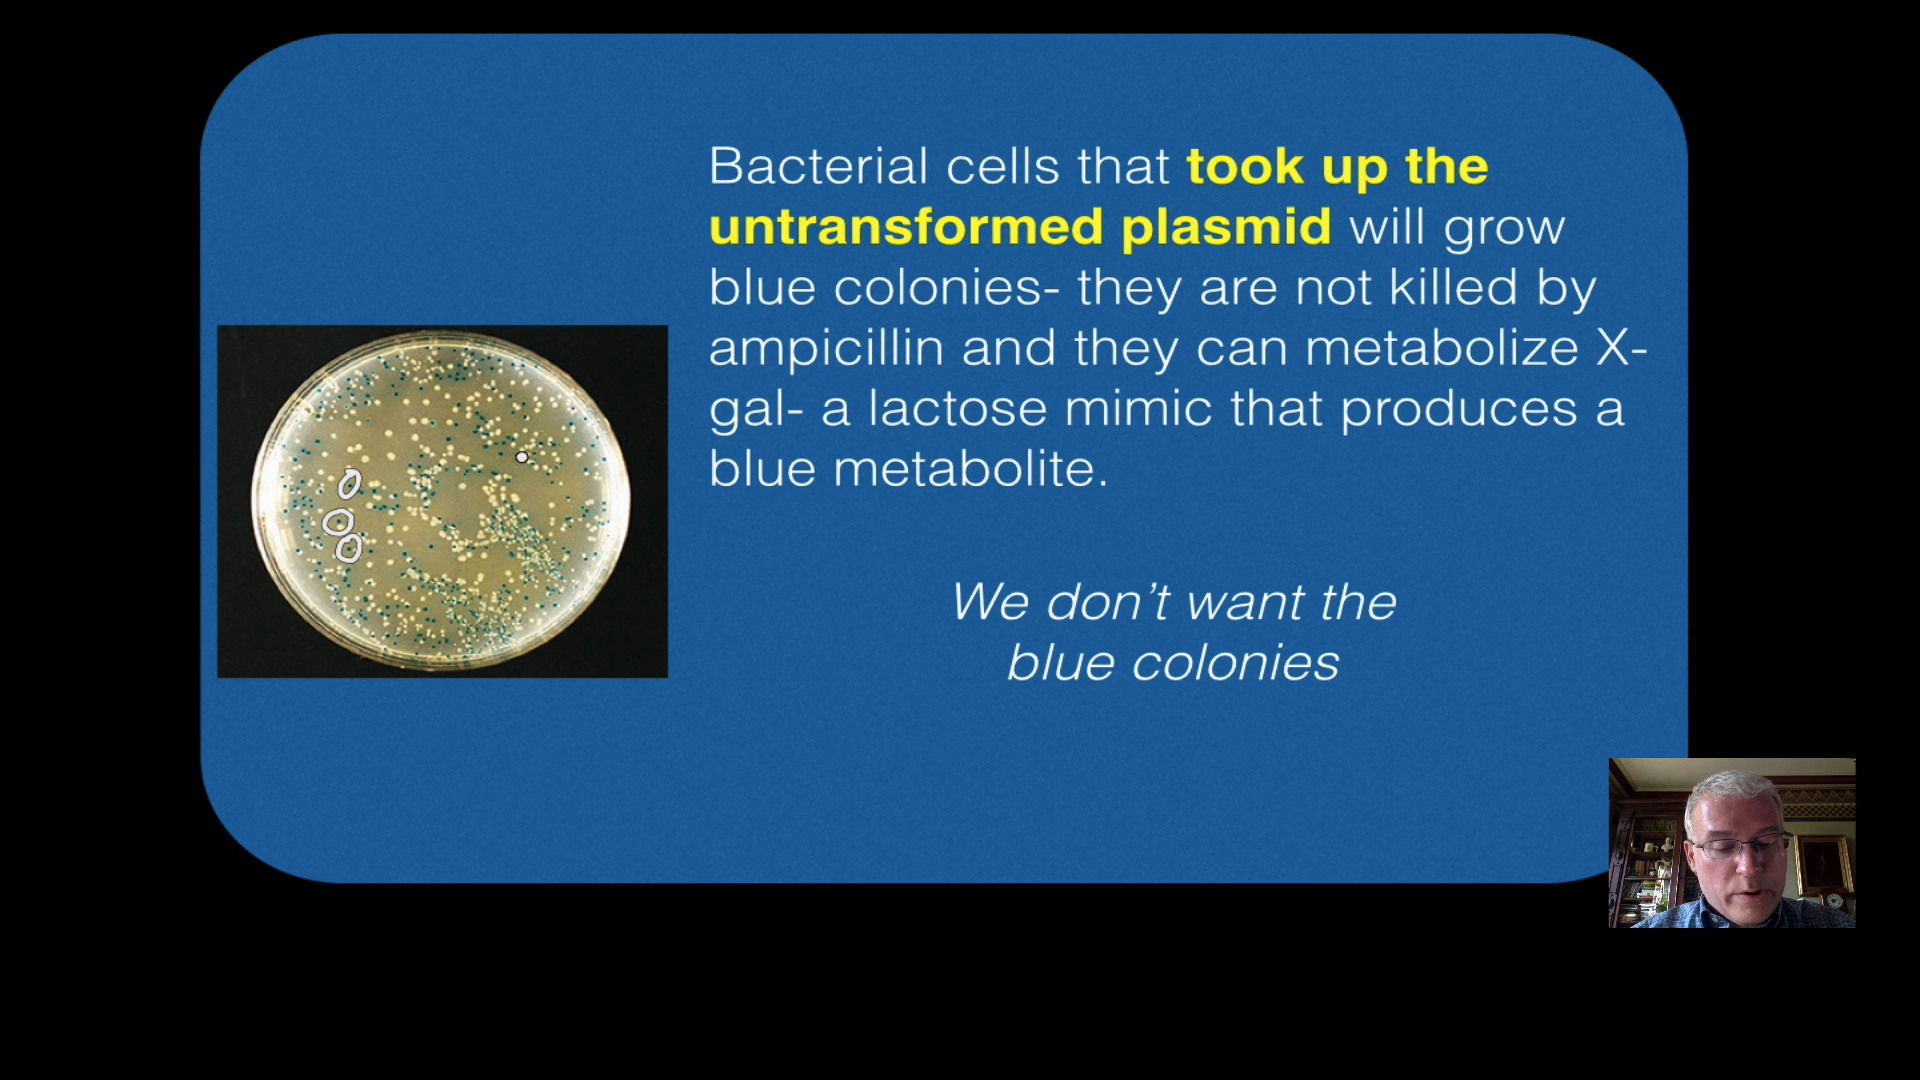 Bacterial cells that took up the
untransformed plasmid will grow
blue colonies- they are not killed by
ampicillin and they can metabolize X-
gal- a lactose mimic that produces a
blue metabolite.
We don't want the
blue colonies